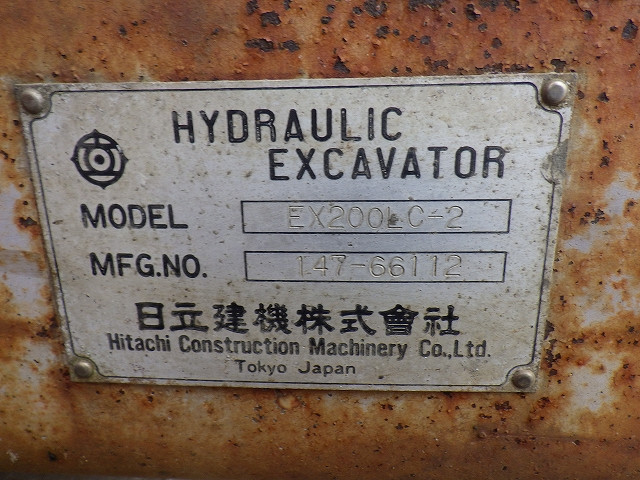 HYDRAULIC
EXCAVATOR
MODEL EX200LC-2
MFG.NO. 147-66112
日立建機株式會社
Hitachi Construction Machinery Co.,Ltd.
Tokyo Japan